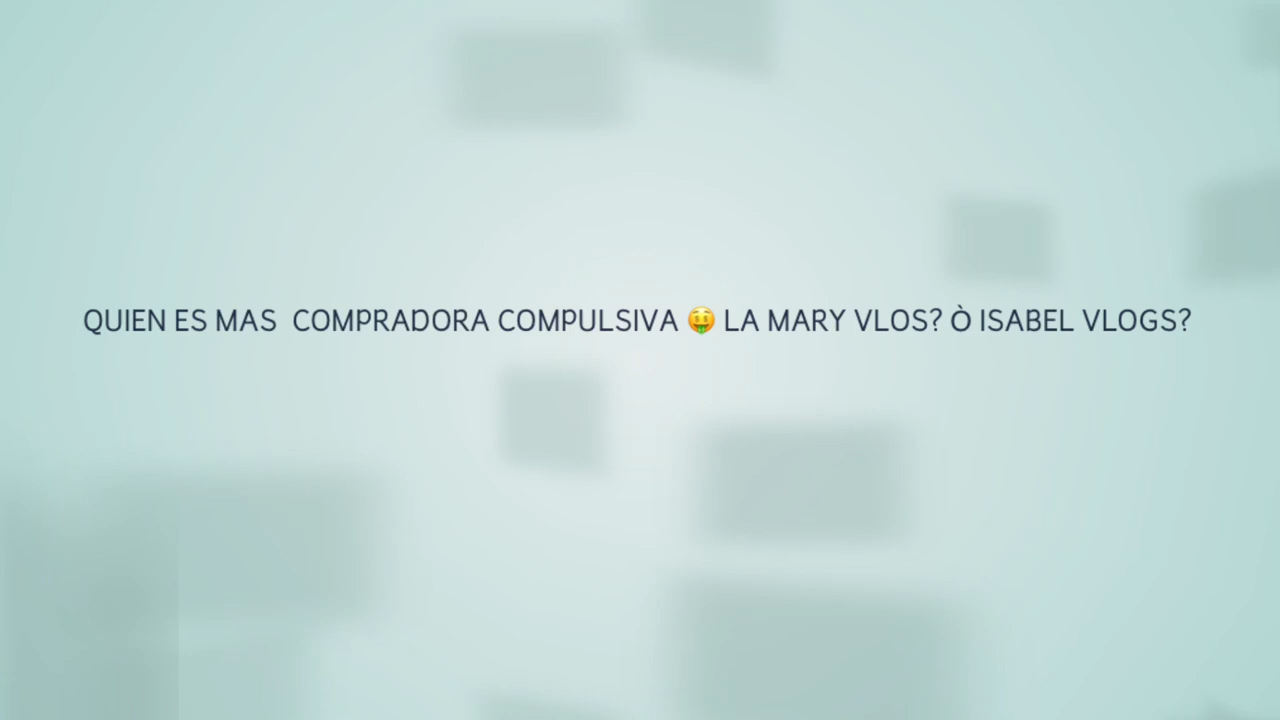 QUIEN ES MAS  COMPRADORA COMPULSIVA 🤑 LA MARY VLOS? Ò ISABEL VLOGS?